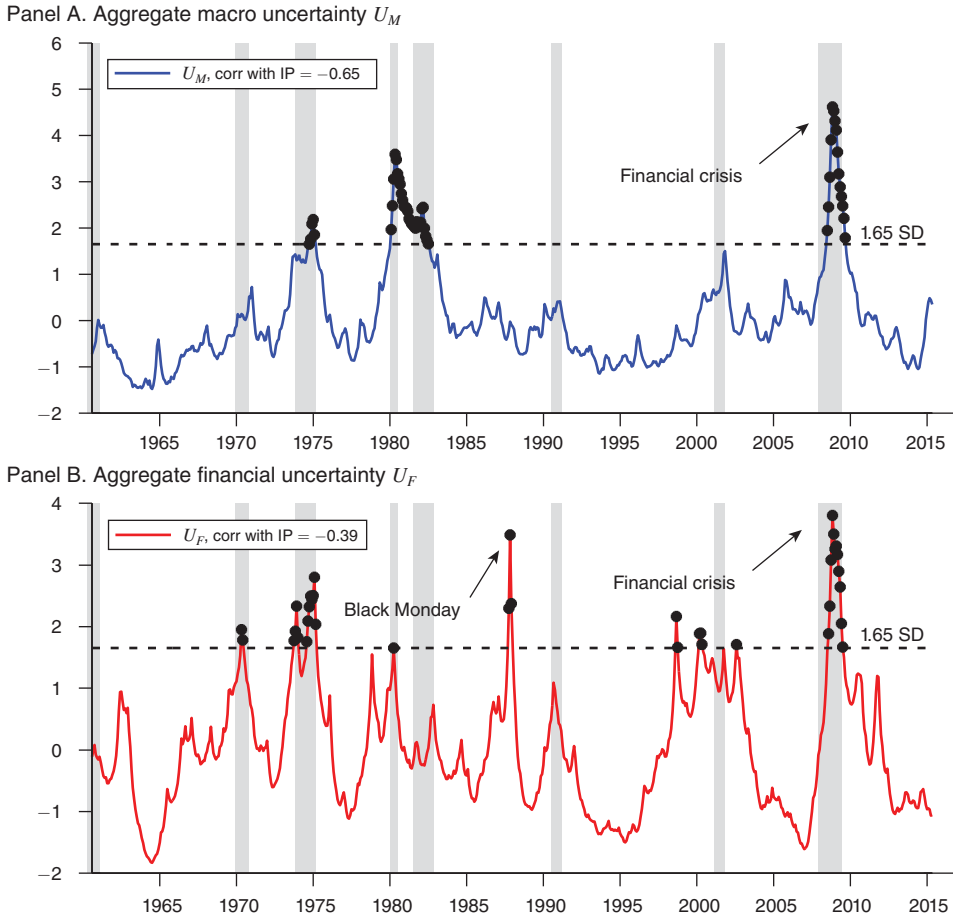 Panel A. Aggregate macro uncertainty U_M
6
5
4
3
2
1
0
−1
−2
U_M, corr with IP = −0.65
Financial crisis
1.65 SD
1965 1970 1975 1980 1985 1990 1995 2000 2005 2010 2015
Panel B. Aggregate financial uncertainty U_F
4
3
2
1
0
−1
−2
U_F, corr with IP = −0.39
Black Monday
Financial crisis
1.65 SD
1965 1970 1975 1980 1985 1990 1995 2000 2005 2010 2015